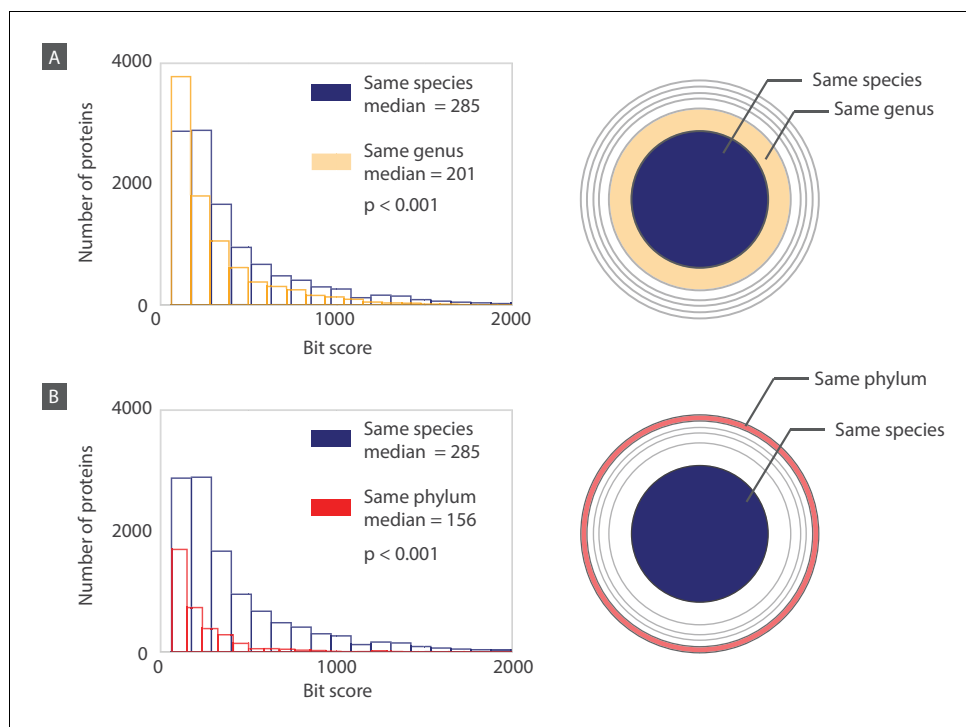 A
4000
2000
0
Number of proteins
0
1000
2000
Bit score
Same species
median = 285
Same genus
median = 201
p < 0.001
Same species
Same genus
B
4000
2000
0
Number of proteins
0
1000
2000
Bit score
Same species
median = 285
Same phylum
median = 156
p < 0.001
Same phylum
Same species